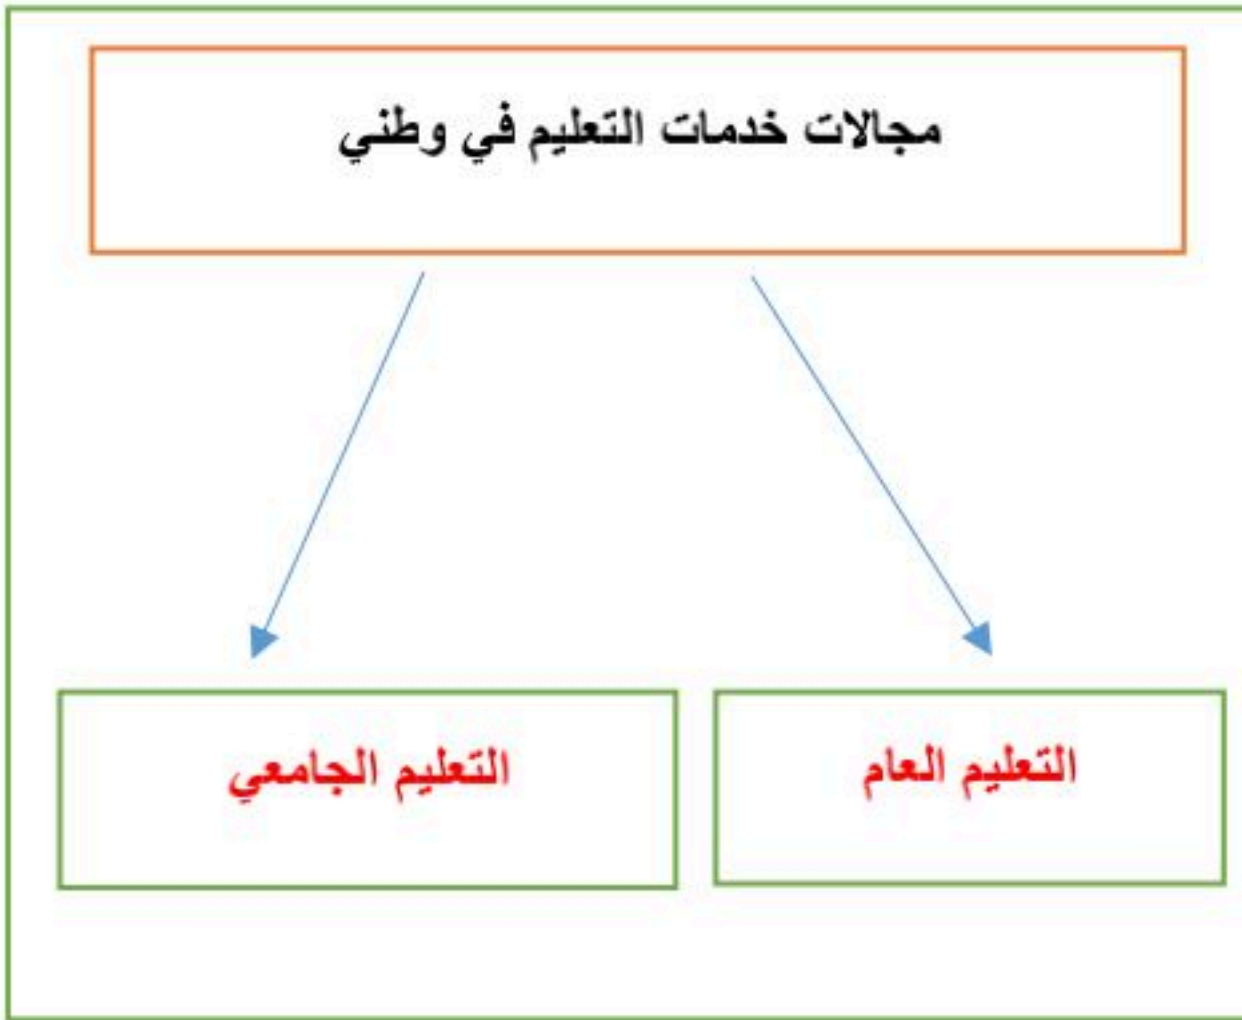 مجالات خدمات التعليم في وطني
التعليم العام
التعليم الجامعي